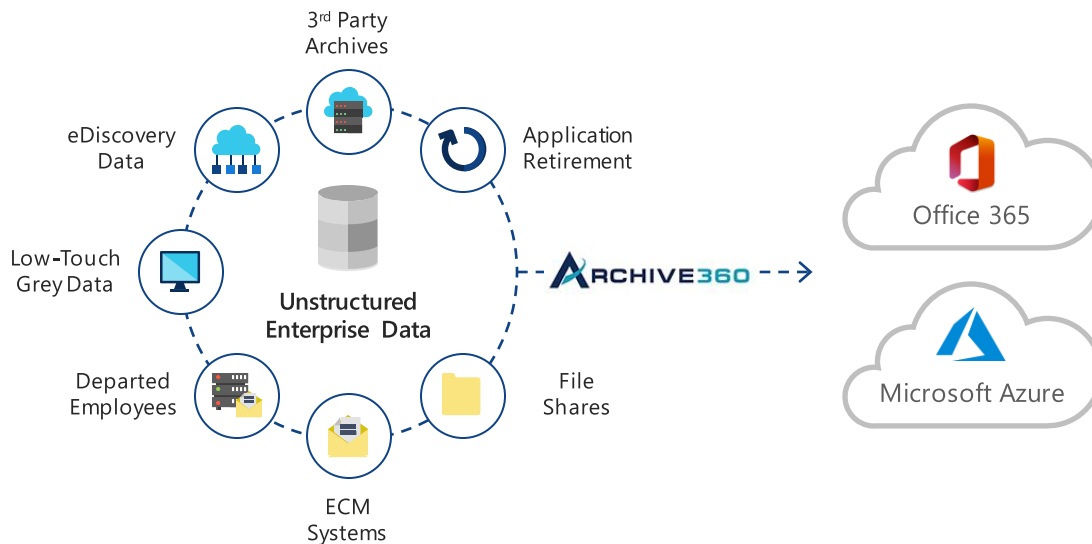 3rd Party
Archives
eDiscovery
Data
Application
Retirement
Low-Touch
Grey Data
Unstructured
Enterprise Data
ARCHIVE360
Office 365
Microsoft Azure
Departed
Employees
File
Shares
ECM
Systems